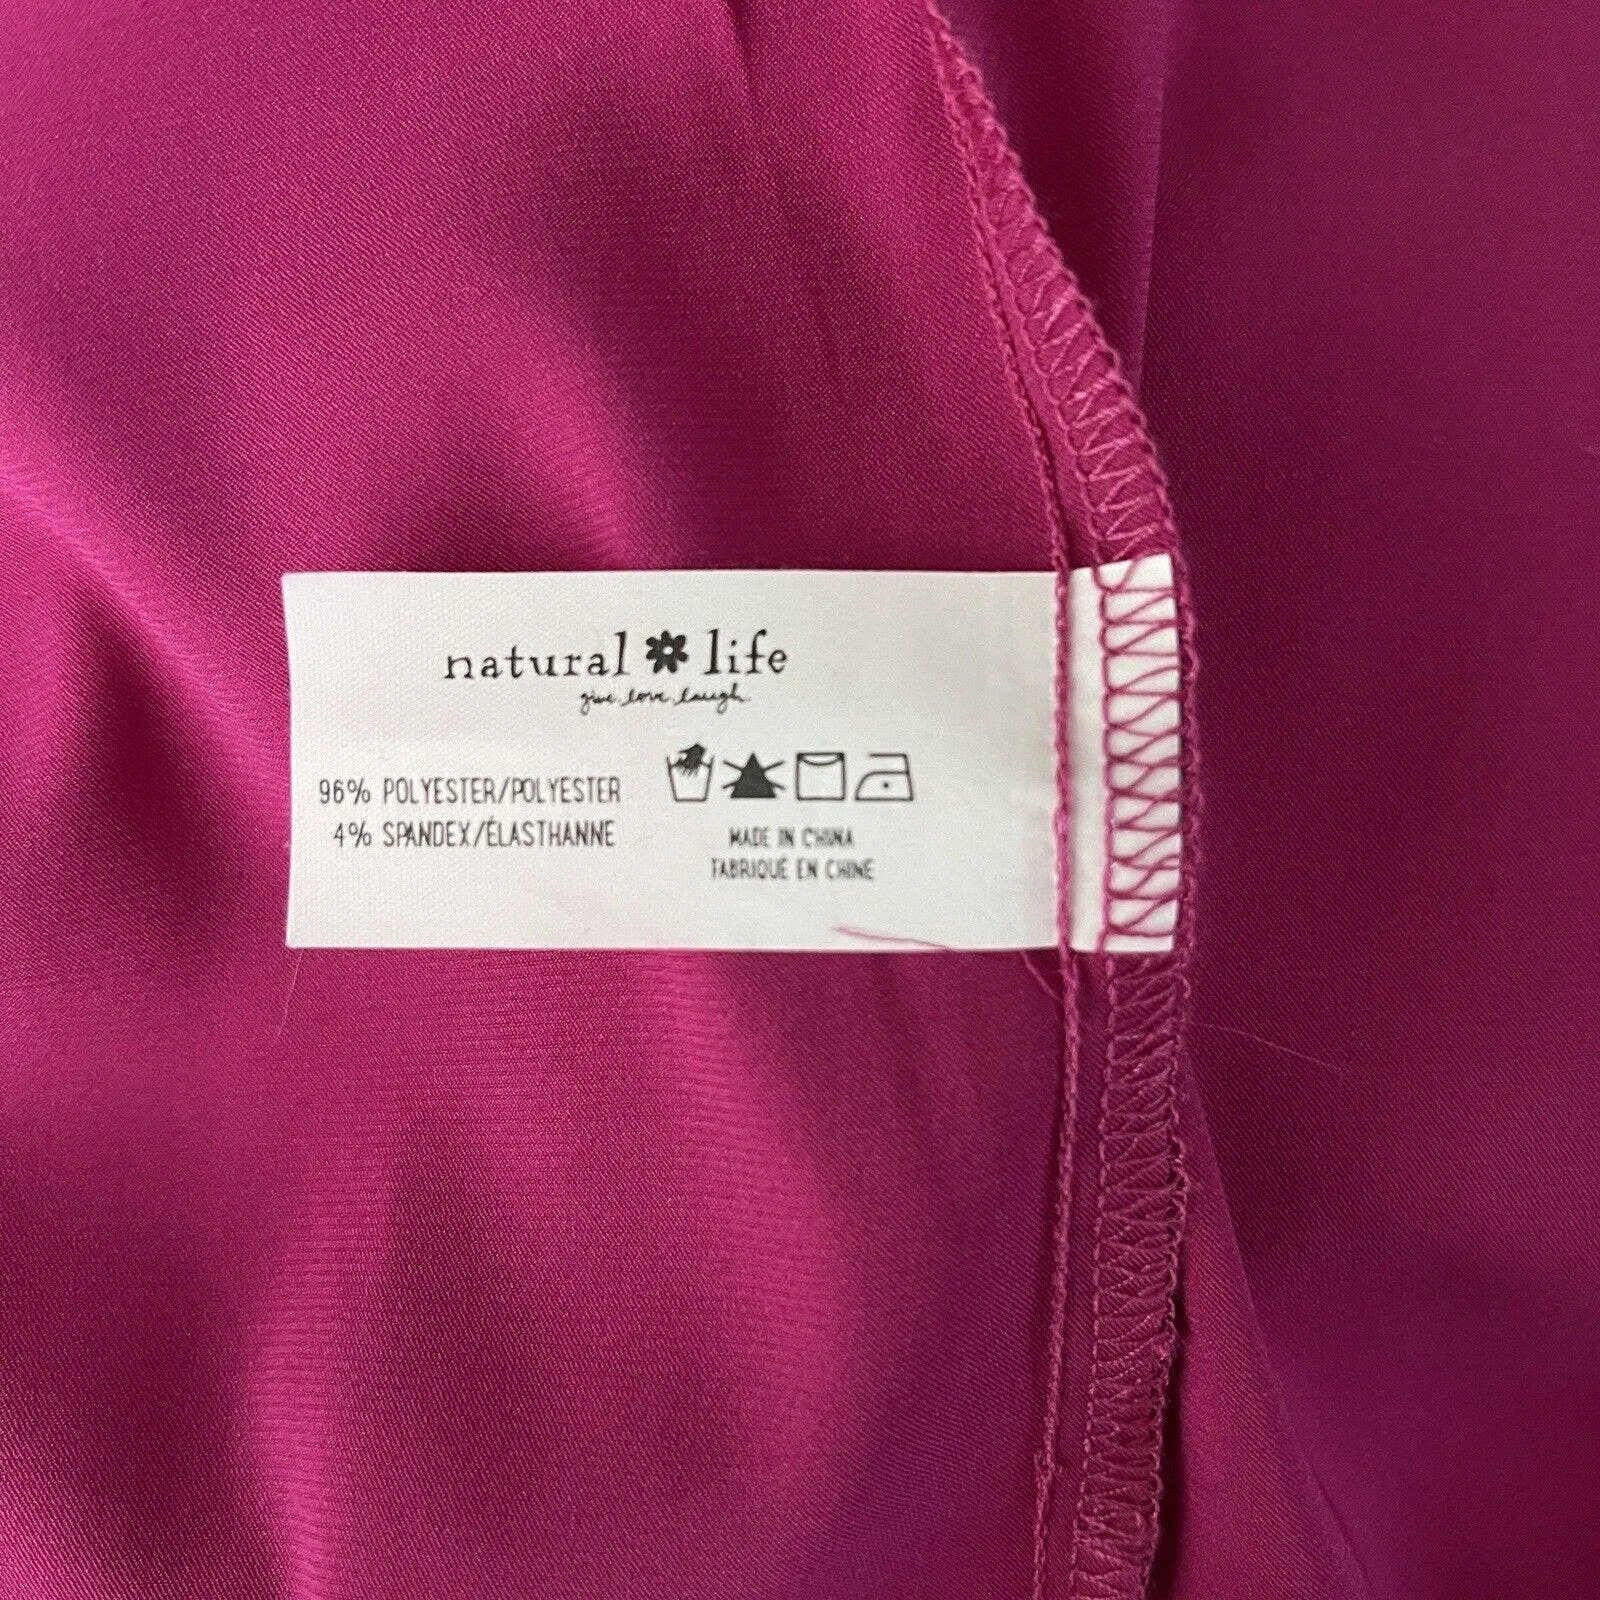 natural life
give. love. laugh.
96% POLYESTER/POLYESTER
4% SPANDEX/ÉLASTHANNE
MADE IN CHINA
FABRIQUÉ EN CHINE